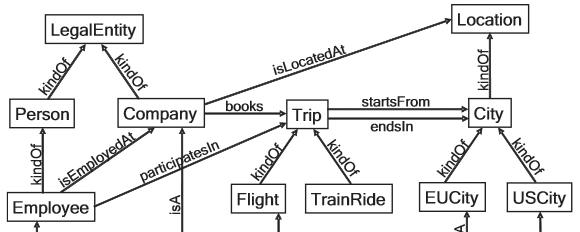 LegalEntity
Location
kindOf
kindOf
isLocatedAt
kindOf
Person
Company
books
Trip
startsFrom
endsIn
City
kindOf
isEmployedAt
participatesIn
kindOf
kindOf
kindOf
kindOf
Employee
isA
Flight
TrainRide
EUCity
USCity